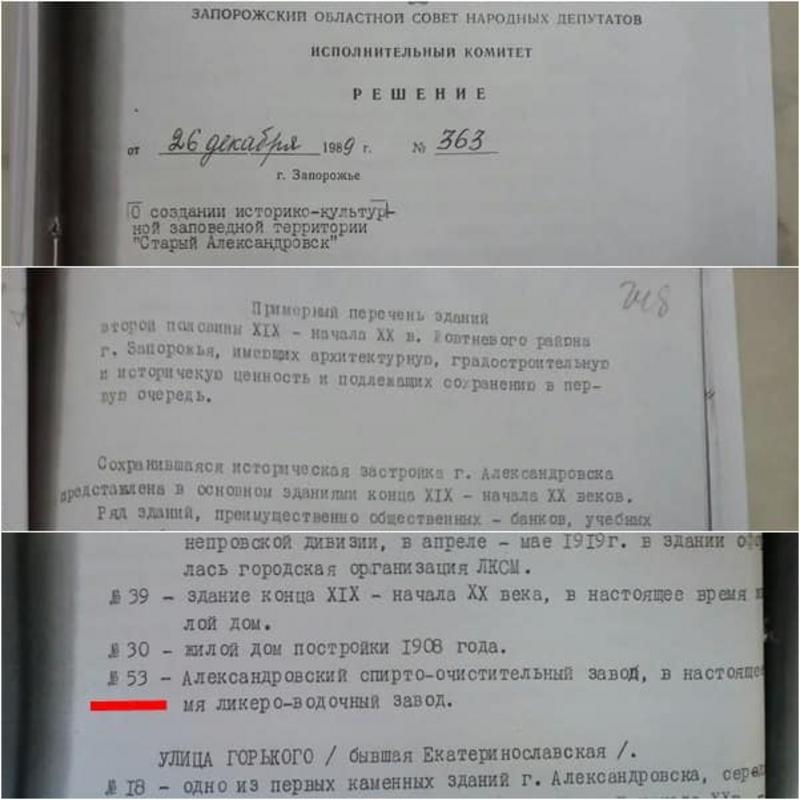 ЗАПОРОЖСКИЙ ОБЛАСТНОЙ СОВЕТ НАРОДНЫХ ДЕПУТАТОВ
ИСПОЛНИТЕЛЬНЫЙ КОМИТЕТ
РЕШЕНИЕ
от 26 декабря 1989 г. № 363
г. Запорожье
О создании историко-культур-
ной заповедной территории
"Старый Александровск"
Примерный перечень зданий
второй половины XIX - начала XX в. Жовтневого района
г. Запорожья, имеющих архитектурную, градостроительную
и историчекую ценность и подлежащих сохранению в пер-
вую очередь.
Сохранившаяся историческая застройка г. Александровска
представлена в основном зданиями конца XIX - начала XX веков.
Ряд зданий, преимущественно общественных - банков, учебных
непровской дивизии, в апреле - мае 1919г. в здании
лась городская организация ЛКСМ.
№ 39 - здание конца XIX - начала XX века, в настоящее время
лой дом.
№ 30 - жилой дом постройки 1908 года.
№ 53 - Александровский спирто-очистительный завод, в настояще
мя ликеро-водочный завод.
УЛИЦА ГОРЬКОГО / бывшая Екатеринославская /.
№ 18 - одно из первых каменных зданий г. Александровска,